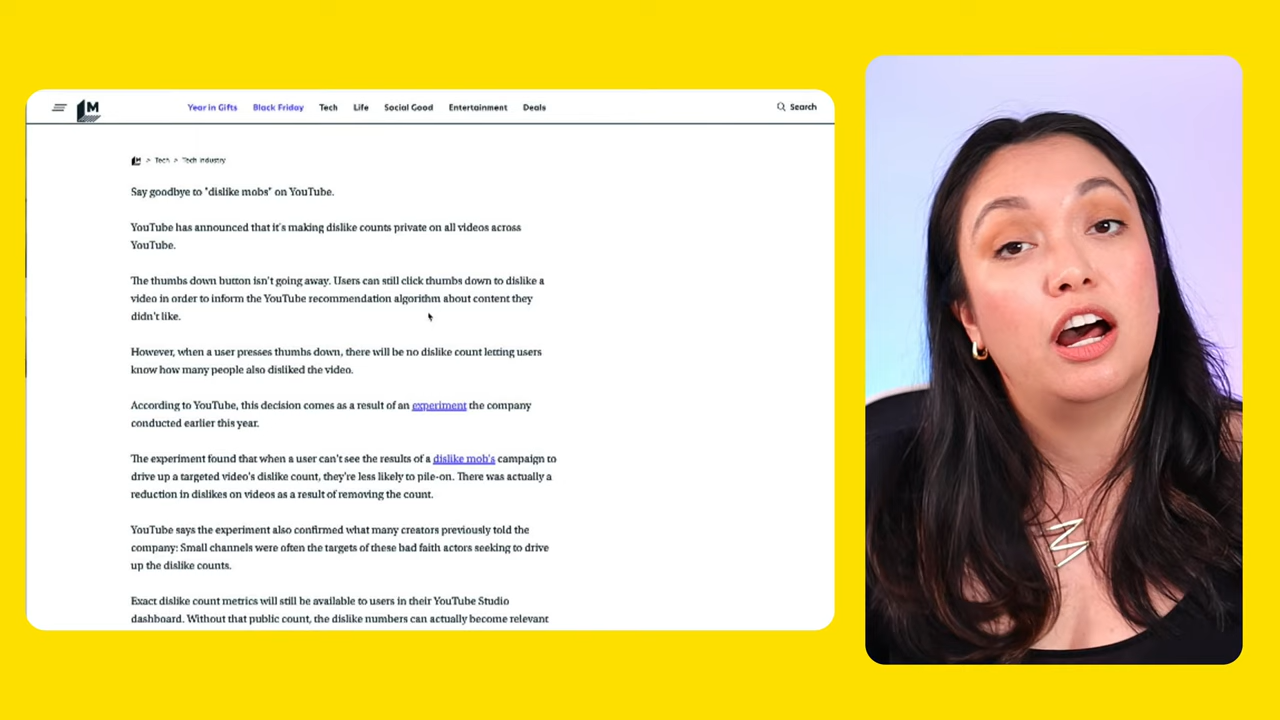 M
Year in Gifts Black Friday Tech Life Social Good Entertainment Deals Search
M > Tech > Tech Industry
Say goodbye to "dislike mobs" on YouTube.
YouTube has announced that it's making dislike counts private on all videos across
YouTube.
The thumbs down button isn't going away. Users can still click thumbs down to dislike a
video in order to inform the YouTube recommendation algorithm about content they
didn't like.
However, when a user presses thumbs down, there will be no dislike count letting users
know how many people also disliked the video.
According to YouTube, this decision comes as a result of an experiment the company
conducted earlier this year.
The experiment found that when a user can't see the results of a dislike mob's campaign to
drive up a targeted video's dislike count, they're less likely to pile-on. There was actually a
reduction in dislikes on videos as a result of removing the count.
YouTube says the experiment also confirmed what many creators previously told the
company: Small channels were often the targets of these bad faith actors seeking to drive
up the dislike counts.
Exact dislike count metrics will still be available to users in their YouTube Studio
dashboard. Without that public count, the dislike numbers can actually become relevant